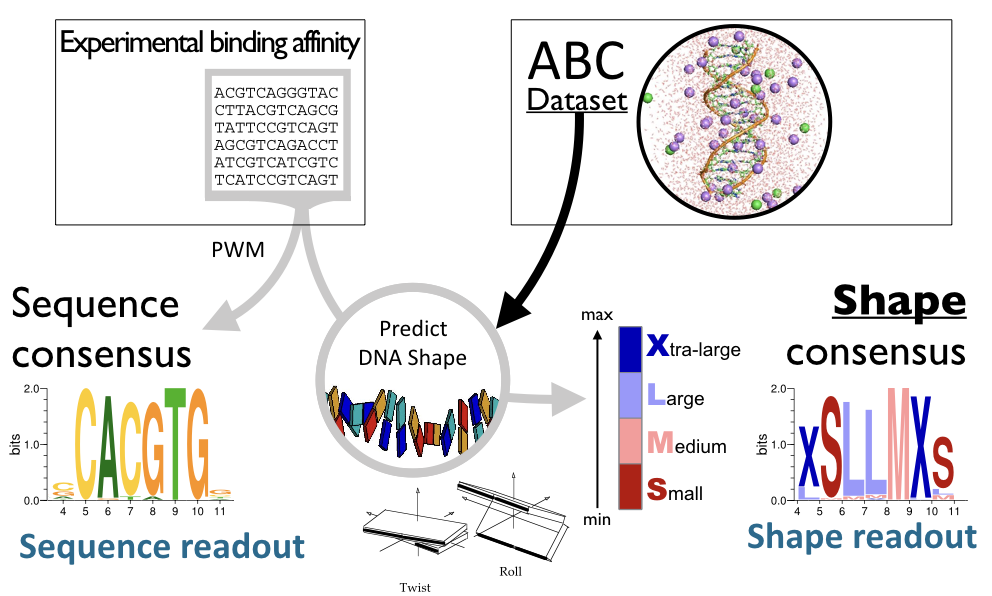 Experimental binding affinity
ACGTCAGGGTAC
CTTACGTCAGCG
TATTCCGTCAGT
AGCGTCAGACCT
ATCGTCATCGTC
TCATCCGTCAGT
ABC
Dataset
PWM
Sequence
consensus
2.0
1.0
0.0
bits
CACGTG
4 5 6 7 8 9 10 11
Sequence readout
Predict
DNA Shape
Twist
Roll
max
Xtra-large
Large
Medium
Small
min
Shape
consensus
2.0
1.0
0.0
bits
XSLLMXS
4 5 6 7 8 9 10 11
Shape readout